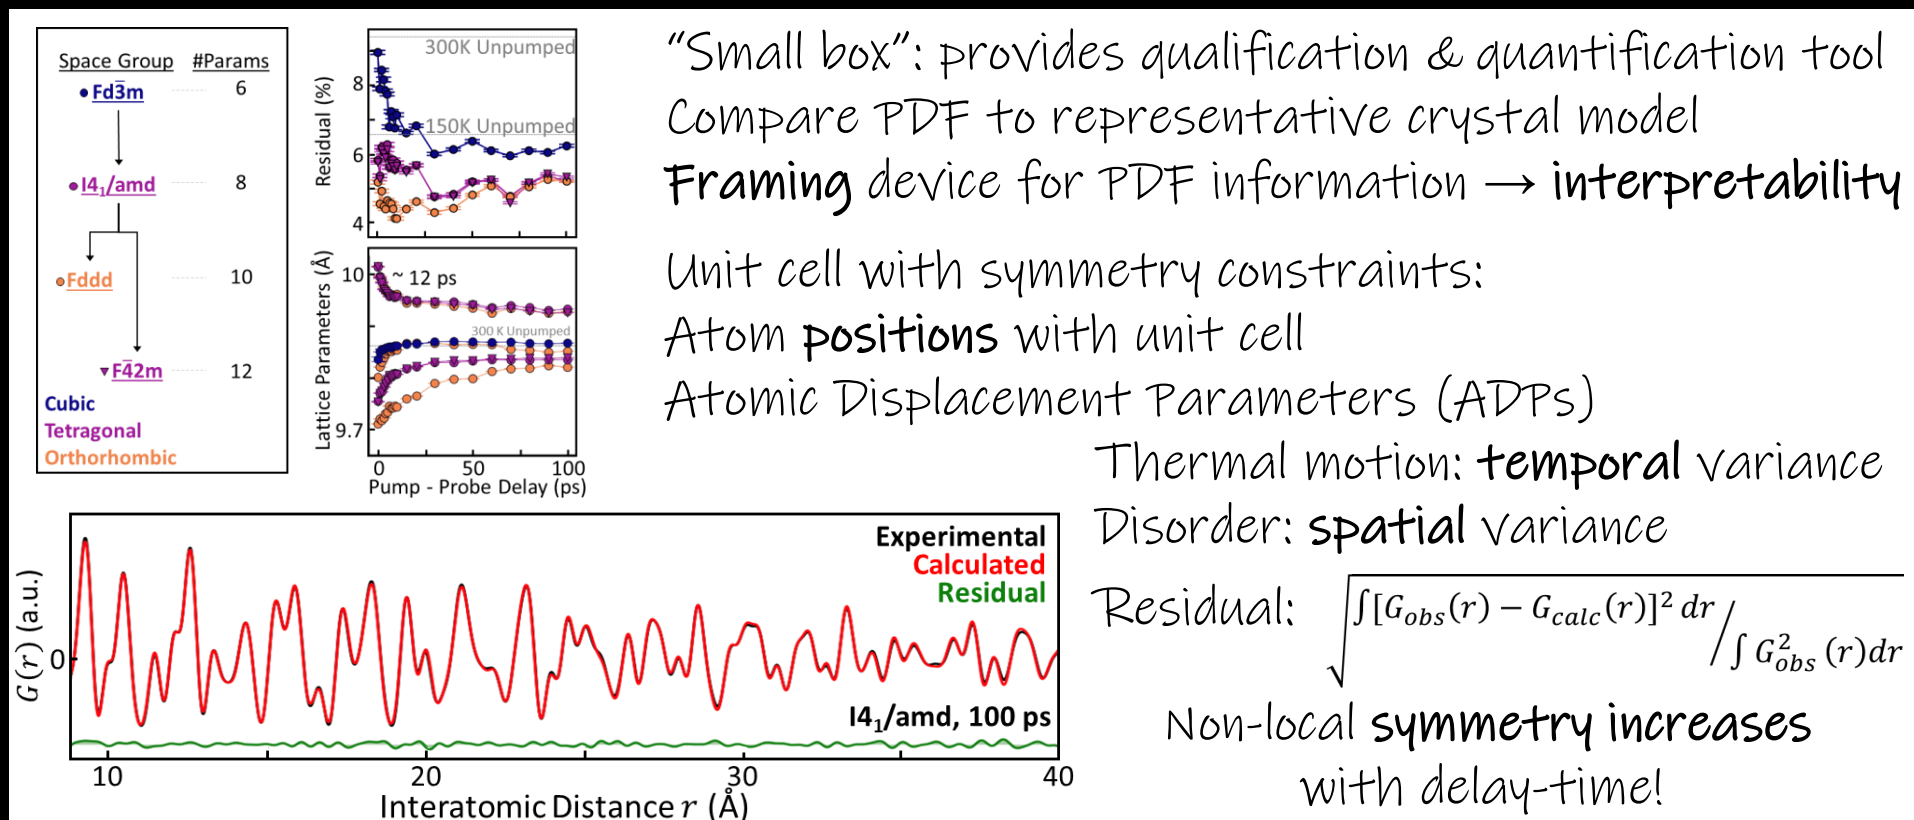 Space Group #Params
Fd3̅m 6
I4₁/amd 8
Fddd 10
F4̅2m 12
Cubic
Tetragonal
Orthorhombic
Residual (%)
8
6
4
300K Unpumped
150K Unpumped
Lattice Parameters (Å)
10
9.7
~ 12 ps
300 K Unpumped
0 50 100
Pump - Probe Delay (ps)
"Small box": provides qualification & quantification tool
Compare PDF to representative crystal model
Framing device for PDF information → interpretability
Unit cell with symmetry constraints:
Atom positions with unit cell
Atomic Displacement Parameters (ADPs)
Thermal motion: temporal variance
Disorder: spatial variance
Residual: √∫[G_obs(r) − G_calc(r)]² dr / ∫ G²_obs (r)dr
Non-local symmetry increases
with delay-time!
G(r) (a.u.)
0
Experimental
Calculated
Residual
I4₁/amd, 100 ps
10 20 30 40
Interatomic Distance r (Å)